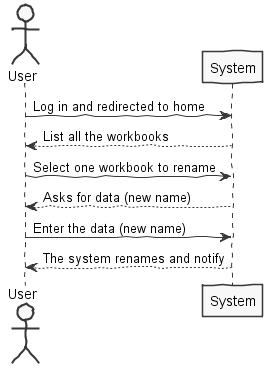 User
System
Log in and redirected to home
List all the workbooks
Select one workbook to rename
Asks for data (new name)
Enter the data (new name)
The system renames and notify
User
System